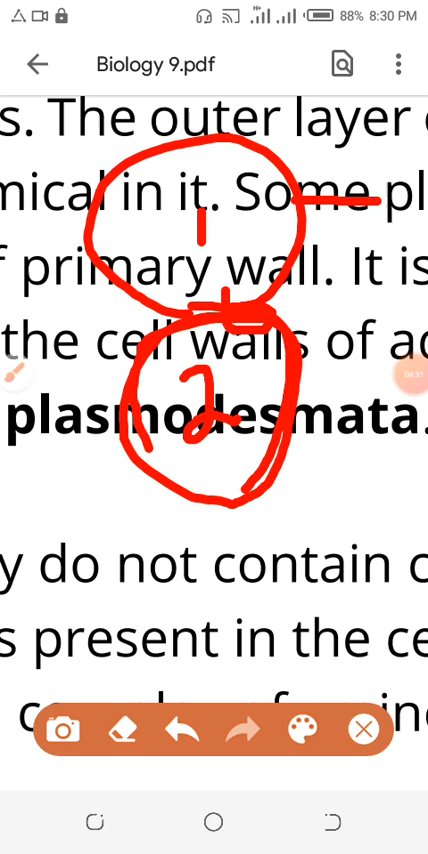 H+ 88% 8:30 PM
Biology 9.pdf
s. The outer layer
mical in it. Some pl
f primary wall. It is
the cell walls of ac
plasmodesmata.
1
2
04:31
y do not contain
s present in the ce